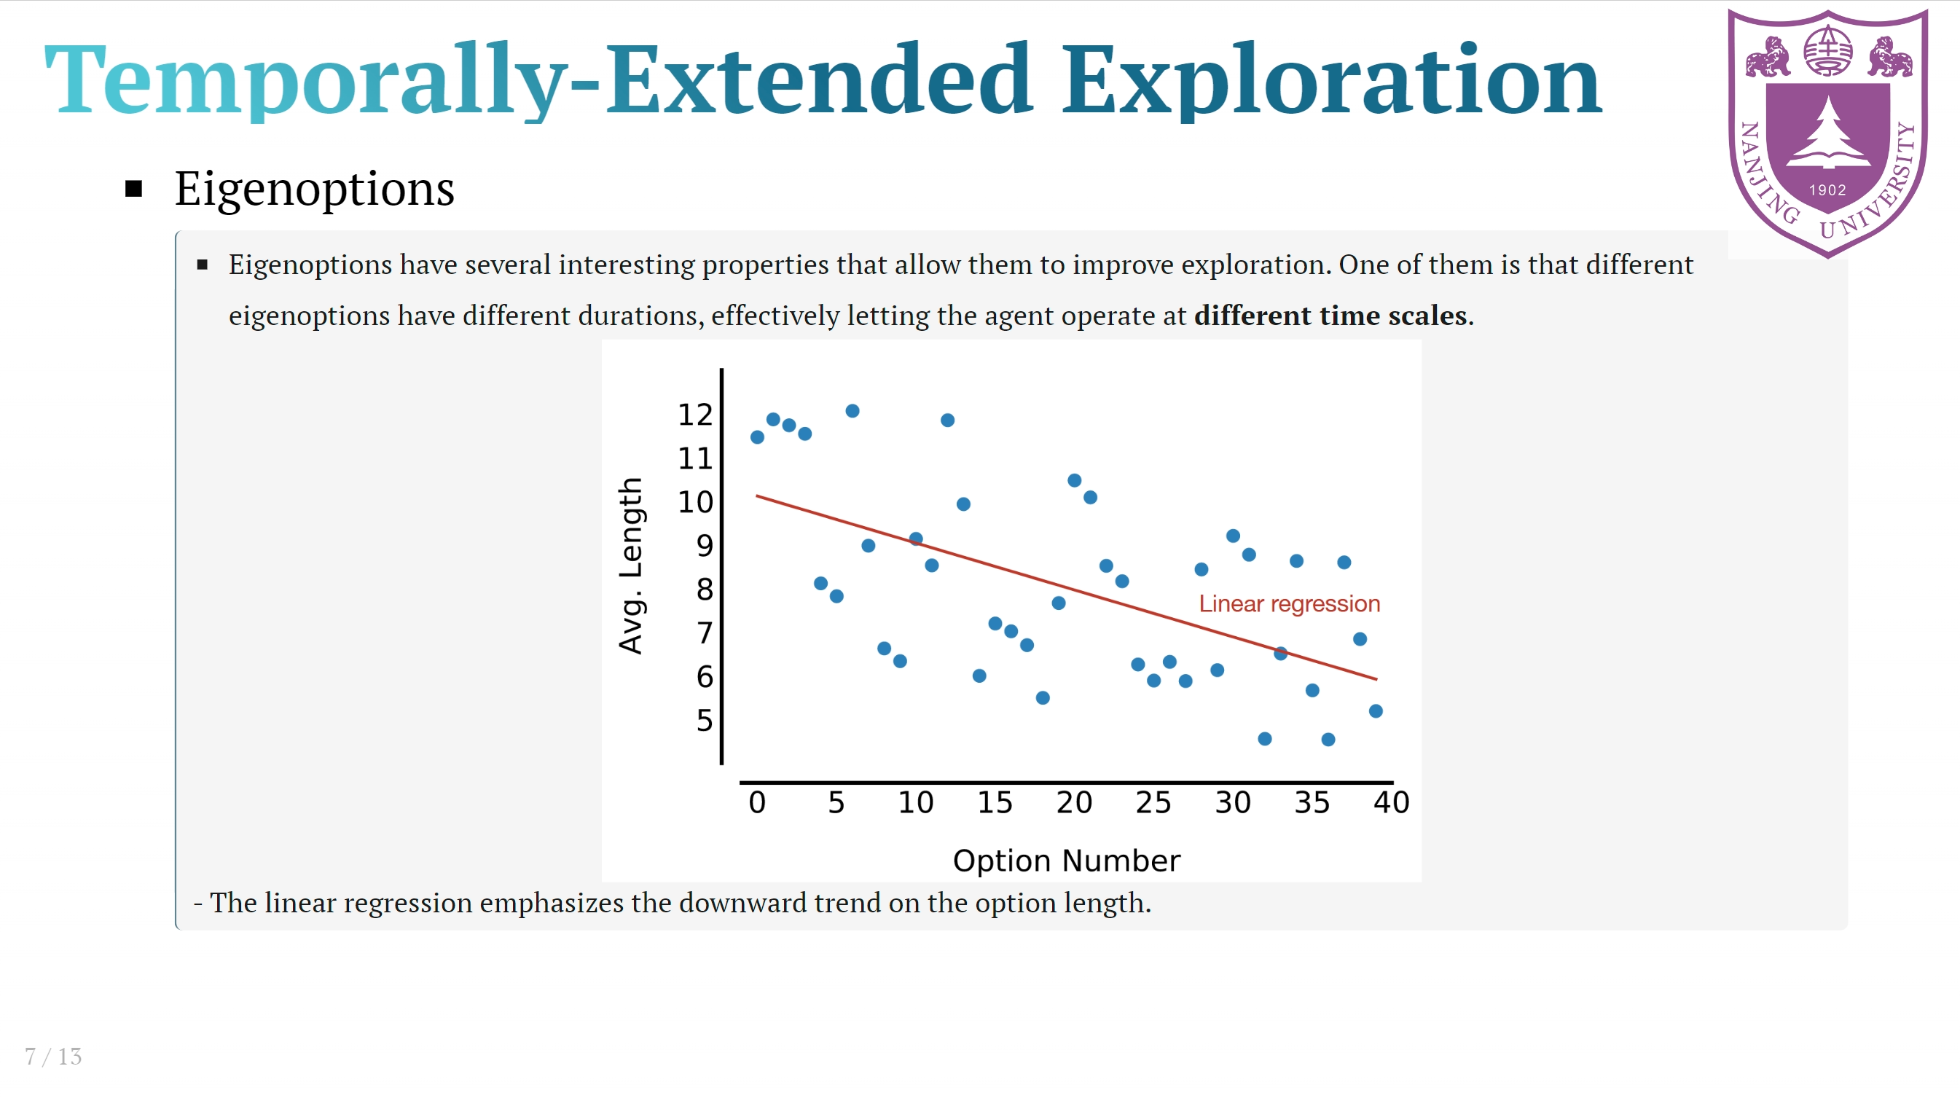 Temporally-Extended Exploration
NANJING UNIVERSITY
1902
▪ Eigenoptions
▪ Eigenoptions have several interesting properties that allow them to improve exploration. One of them is that different
eigenoptions have different durations, effectively letting the agent operate at different time scales.
12
11
10
9
8
7
6
5
Avg. Length
Linear regression
0 5 10 15 20 25 30 35 40
Option Number
- The linear regression emphasizes the downward trend on the option length.
7 / 13